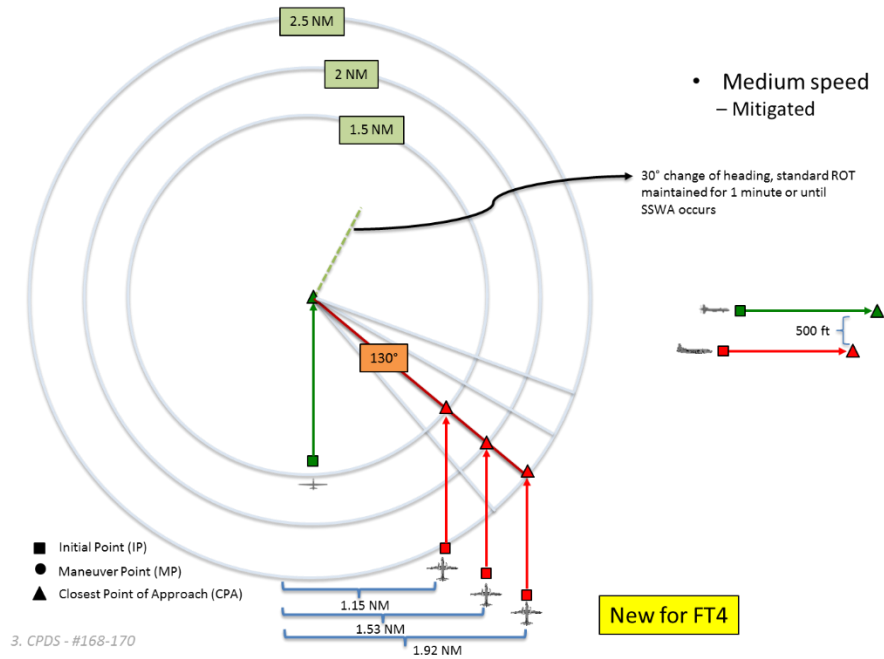 2.5 NM
2 NM
1.5 NM
• Medium speed
– Mitigated
30° change of heading, standard ROT
maintained for 1 minute or until
SSWA occurs
500 ft
130°
Initial Point (IP)
Maneuver Point (MP)
Closest Point of Approach (CPA)
1.15 NM
1.53 NM
1.92 NM
New for FT4
3. CPDS - #168-170